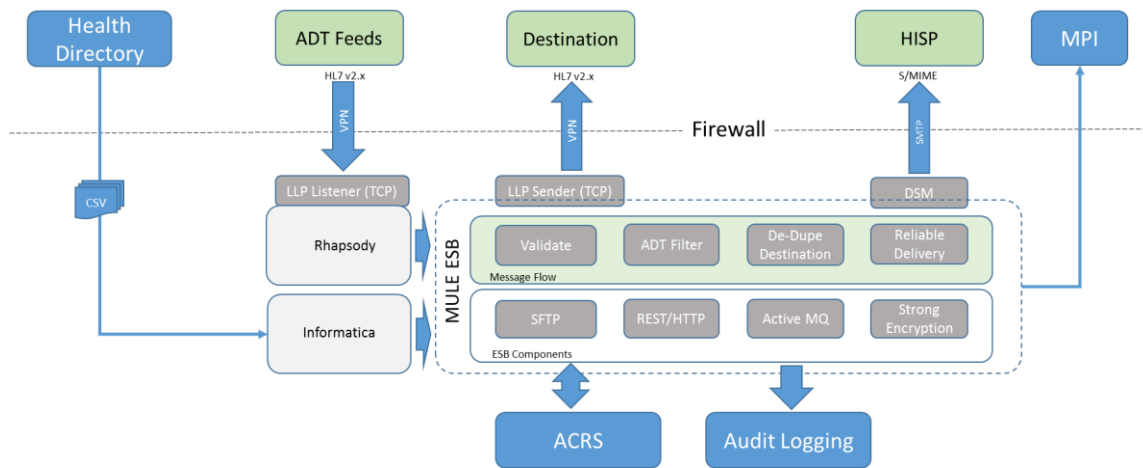 Health
Directory
ADT Feeds
Destination
HISP
MPI
HL7 v2.x
HL7 v2.x
S/MIME
VPN
VPN
SMTP
Firewall
CSV
LLP Listener (TCP)
LLP Sender (TCP)
DSM
Rhapsody
MULE ESB
Validate
ADT Filter
De-Dupe
Destination
Reliable
Delivery
Message Flow
Informatica
SFTP
REST/HTTP
Active MQ
Strong
Encryption
ESB Components
ACRS
Audit Logging